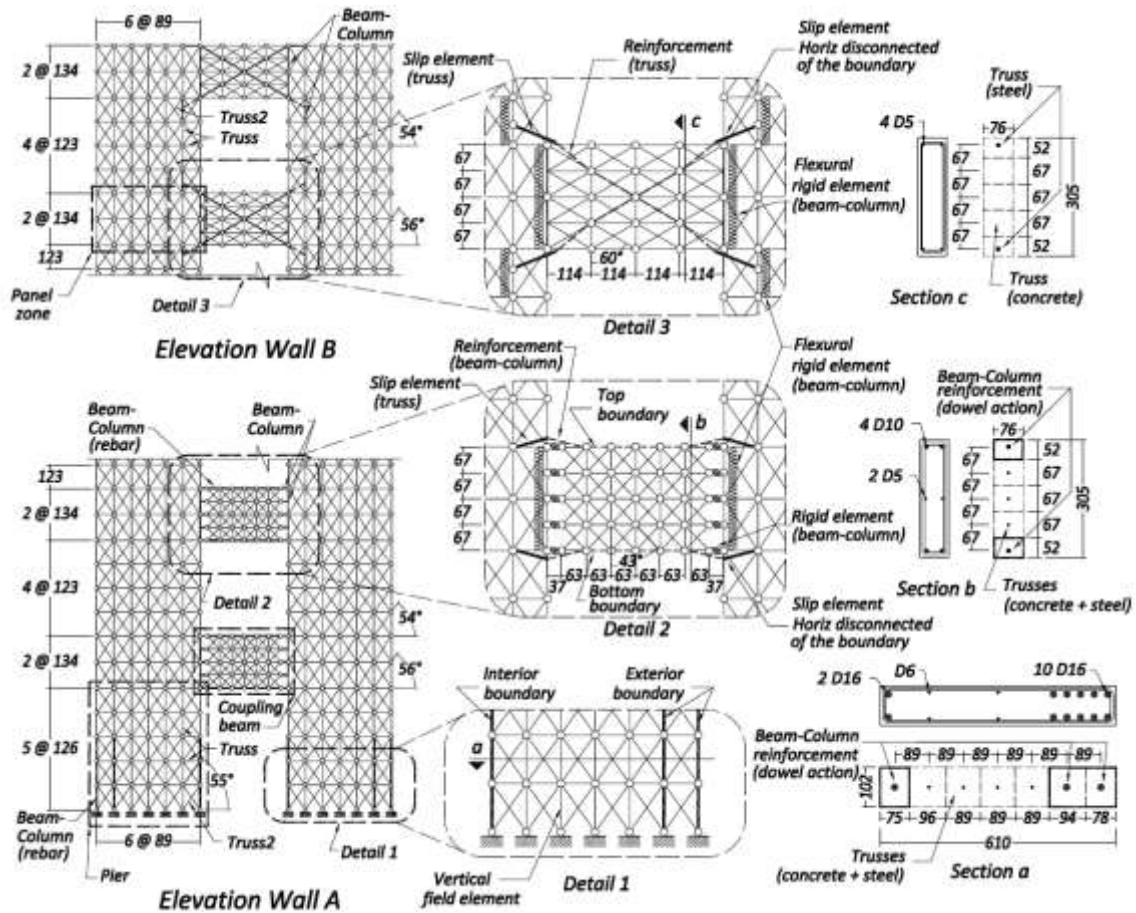 6 @ 89
Beam-
Column
2 @ 134
4 @ 123
2 @ 134
123
Truss2
Truss
54°
56°
Panel
zone
Detail 3
Elevation Wall B
Slip element
(truss)
Reinforcement
(truss)
Slip element
Horiz disconnected
of the boundary
c
67
67
67
67
60°
114
114
114
114
Flexural
rigid element
(beam-column)
Detail 3
Truss
(steel)
4 D5
76
67
67
67
67
52
67
67
67
52
305
Truss
(concrete)
Section c
Beam-
Column
(rebar)
Beam-
Column
123
2 @ 134
4 @ 123
2 @ 134
5 @ 126
Detail 2
54°
56°
Coupling
beam
Truss
55°
Beam-
Column
(rebar)
6 @ 89
Truss2
Pier
Detail 1
Elevation Wall A
Reinforcement
(beam-column)
Slip element
(truss)
Top
boundary
b
67
67
67
67
43°
37
63
63
63
63
63
63
37
Bottom
boundary
Detail 2
Flexural
rigid element
(beam-column)
Rigid element
(beam-column)
Slip element
Horiz disconnected
of the boundary
Beam-Column
reinforcement
(dowel action)
4 D10
2 D5
76
67
67
67
67
52
67
67
67
52
305
Section b
Trusses
(concrete + steel)
Interior
boundary
Exterior
boundary
a
Vertical
field element
Detail 1
2 D16
D6
10 D16
Beam-Column
reinforcement
(dowel action)
89
89
89
89
89
89
102
75
96
89
89
89
94
78
610
Trusses
(concrete + steel)
Section a